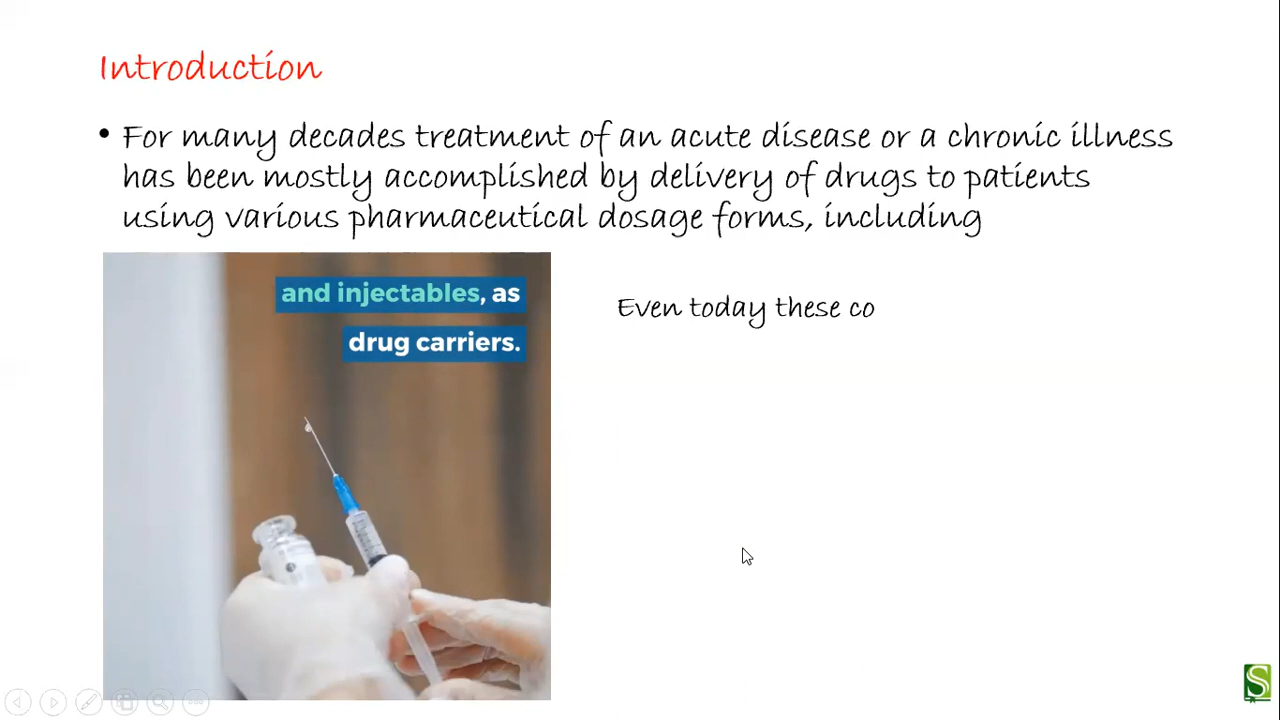 Introduction
• For many decades treatment of an acute disease or a chronic illness
has been mostly accomplished by delivery of drugs to patients
using various pharmaceutical dosage forms, including
and injectables, as
drug carriers.
Even today these co
S